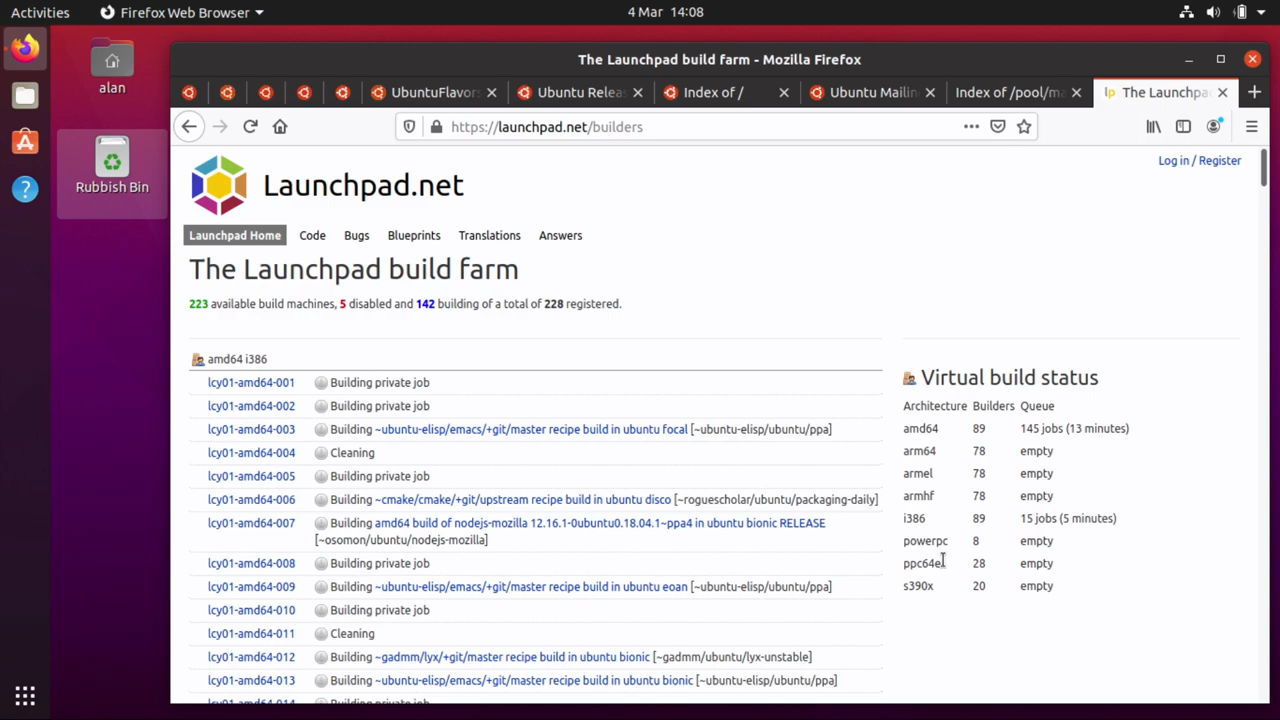 Activities
Firefox Web Browser
4 Mar 14:08
alan
Rubbish Bin
The Launchpad build farm - Mozilla Firefox
UbuntuFlavors
Ubuntu Relea
Index of /
Ubuntu Mailin
Index of /pool/ma
lp The Launchpa
https://launchpad.net/builders
Log in / Register
Launchpad.net
Launchpad Home Code Bugs Blueprints Translations Answers
The Launchpad build farm
223 available build machines, 5 disabled and 142 building of a total of 228 registered.
amd64 i386
lcy01-amd64-001 Building private job
lcy01-amd64-002 Building private job
lcy01-amd64-003 Building ~ubuntu-elisp/emacs/+git/master recipe build in ubuntu focal [~ubuntu-elisp/ubuntu/ppa]
lcy01-amd64-004 Cleaning
lcy01-amd64-005 Building private job
lcy01-amd64-006 Building ~cmake/cmake/+git/upstream recipe build in ubuntu disco [~roguescholar/ubuntu/packaging-daily]
lcy01-amd64-007 Building amd64 build of nodejs-mozilla 12.16.1-0ubuntu0.18.04.1~ppa4 in ubuntu bionic RELEASE
[~osomon/ubuntu/nodejs-mozilla]
lcy01-amd64-008 Building private job
lcy01-amd64-009 Building ~ubuntu-elisp/emacs/+git/master recipe build in ubuntu eoan [~ubuntu-elisp/ubuntu/ppa]
lcy01-amd64-010 Building private job
lcy01-amd64-011 Cleaning
lcy01-amd64-012 Building ~gadmm/lyx/+git/master recipe build in ubuntu bionic [~gadmm/ubuntu/lyx-unstable]
lcy01-amd64-013 Building ~ubuntu-elisp/emacs/+git/master recipe build in ubuntu bionic [~ubuntu-elisp/ubuntu/ppa]
lcy01-amd64-014 Building private job
Virtual build status
Architecture Builders Queue
amd64 89 145 jobs (13 minutes)
arm64 78 empty
armel 78 empty
armhf 78 empty
i386 89 15 jobs (5 minutes)
powerpc 8 empty
ppc64el 28 empty
s390x 20 empty